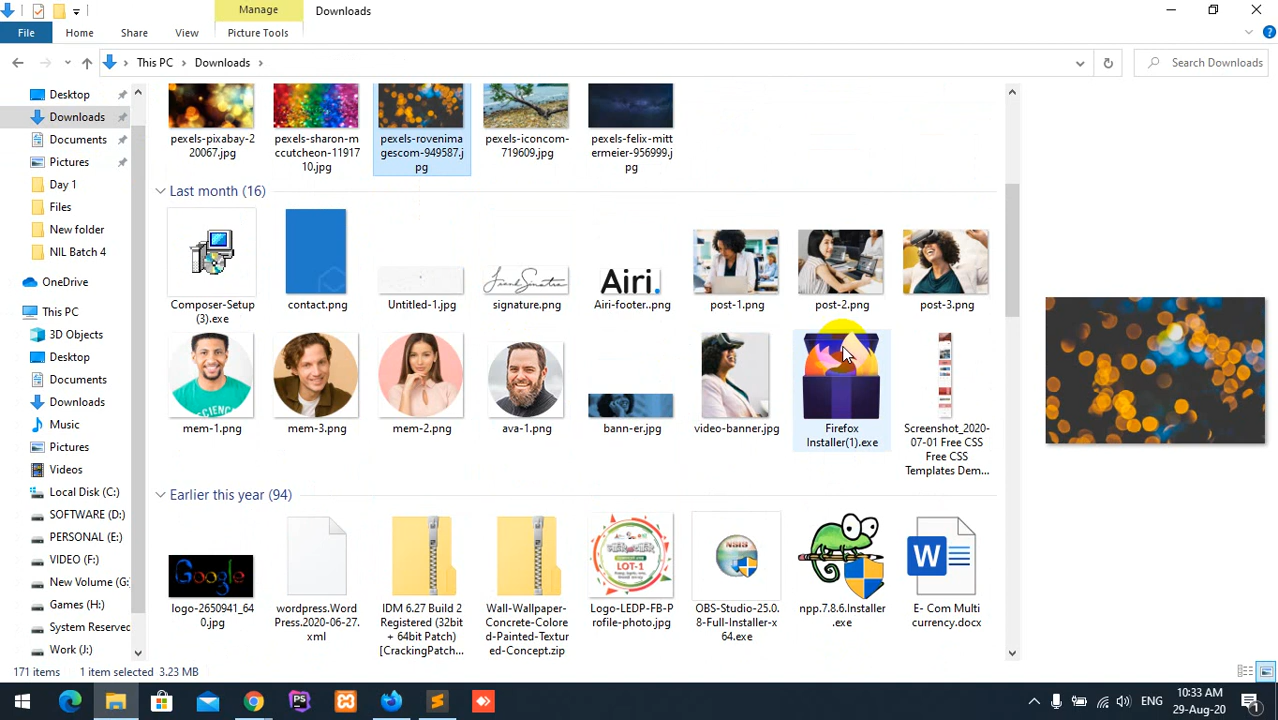 Manage
Downloads
File
Home
Share
View
Picture Tools
This PC
Downloads
Search Downloads
Desktop
Downloads
Documents
Pictures
Day 1
Files
New folder
NIL Batch 4
OneDrive
This PC
3D Objects
Desktop
Documents
Downloads
Music
Pictures
Videos
Local Disk (C:)
SOFTWARE (D:)
PERSONAL (E:)
VIDEO (F:)
New Volume (G:
Games (H:)
System Reserved
Work (J:)
pexels-pixabay-2
20067.jpg
pexels-sharon-m
ccutcheon-11917
10.jpg
pexels-rovenima
gescom-949587.j
pg
pexels-iconcom-
719609.jpg
pexels-felix-mitt
ermeier-956999.j
pg
Last month (16)
Composer-Setup
(3).exe
contact.png
Untitled-1.jpg
signature.png
Airi.
Airi-footer..png
post-1.png
post-2.png
post-3.png
SCIENCE
mem-1.png
mem-3.png
mem-2.png
ava-1.png
bann-er.jpg
video-banner.jpg
Firefox
Installer(1).exe
Screenshot_2020-
07-01 Free CSS
Free CSS
Templates Dem...
Earlier this year (94)
Google
logo-2650941_64
0.jpg
wordpress.Word
Press.2020-06-27.
xml
IDM 6.27 Build 2
Registered (32bit
+ 64bit Patch)
[CrackingPatch...
Wall-Wallpaper-
Concrete-Colore
d-Painted-Textur
ed-Concept.zip
LOT-1
Logo-LEDP-FB-P
rofile-photo.jpg
NSIS
OBS-Studio-25.0.
8-Full-Installer-x
64.exe
npp.7.8.6.Installer
.exe
W
E- Com Multi
currency.docx
171 items
1 item selected 3.23 MB
PS
ENG
10:33 AM
29-Aug-20
1